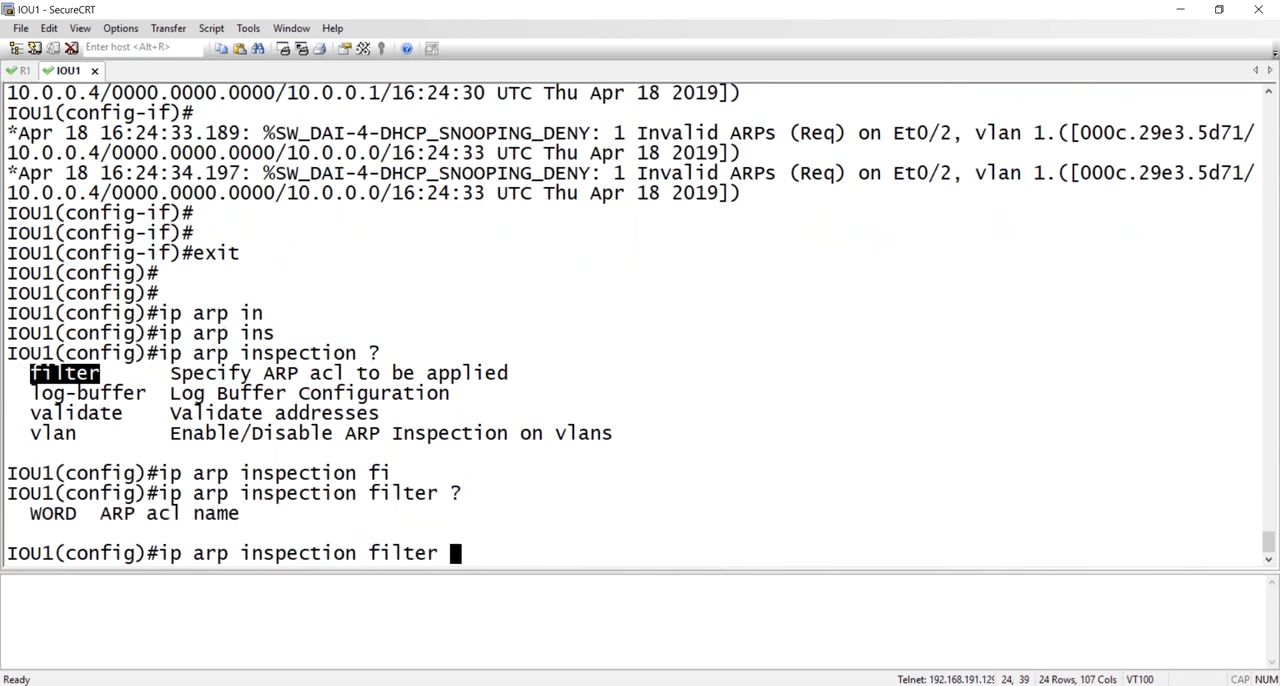 IOU1 - SecureCRT
File Edit View Options Transfer Script Tools Window Help
Enter host <Alt+R>
R1 IOU1
10.0.0.4/0000.0000.0000/10.0.0.1/16:24:30 UTC Thu Apr 18 2019])
IOU1(config-if)#
*Apr 18 16:24:33.189: %SW_DAI-4-DHCP_SNOOPING_DENY: 1 Invalid ARPs (Req) on Et0/2, vlan 1.([000c.29e3.5d71/
10.0.0.4/0000.0000.0000/10.0.0.0/16:24:33 UTC Thu Apr 18 2019])
*Apr 18 16:24:34.197: %SW_DAI-4-DHCP_SNOOPING_DENY: 1 Invalid ARPs (Req) on Et0/2, vlan 1.([000c.29e3.5d71/
10.0.0.4/0000.0000.0000/10.0.0.0/16:24:33 UTC Thu Apr 18 2019])
IOU1(config-if)#
IOU1(config-if)#
IOU1(config-if)#exit
IOU1(config)#
IOU1(config)#
IOU1(config)#ip arp in
IOU1(config)#ip arp ins
IOU1(config)#ip arp inspection ?
filter Specify ARP acl to be applied
log-buffer Log Buffer Configuration
validate Validate addresses
vlan Enable/Disable ARP Inspection on vlans
IOU1(config)#ip arp inspection fi
IOU1(config)#ip arp inspection filter ?
WORD ARP acl name
IOU1(config)#ip arp inspection filter
Ready Telnet: 192.168.191.129 24, 39 24 Rows, 107 Cols VT100 CAP NUM